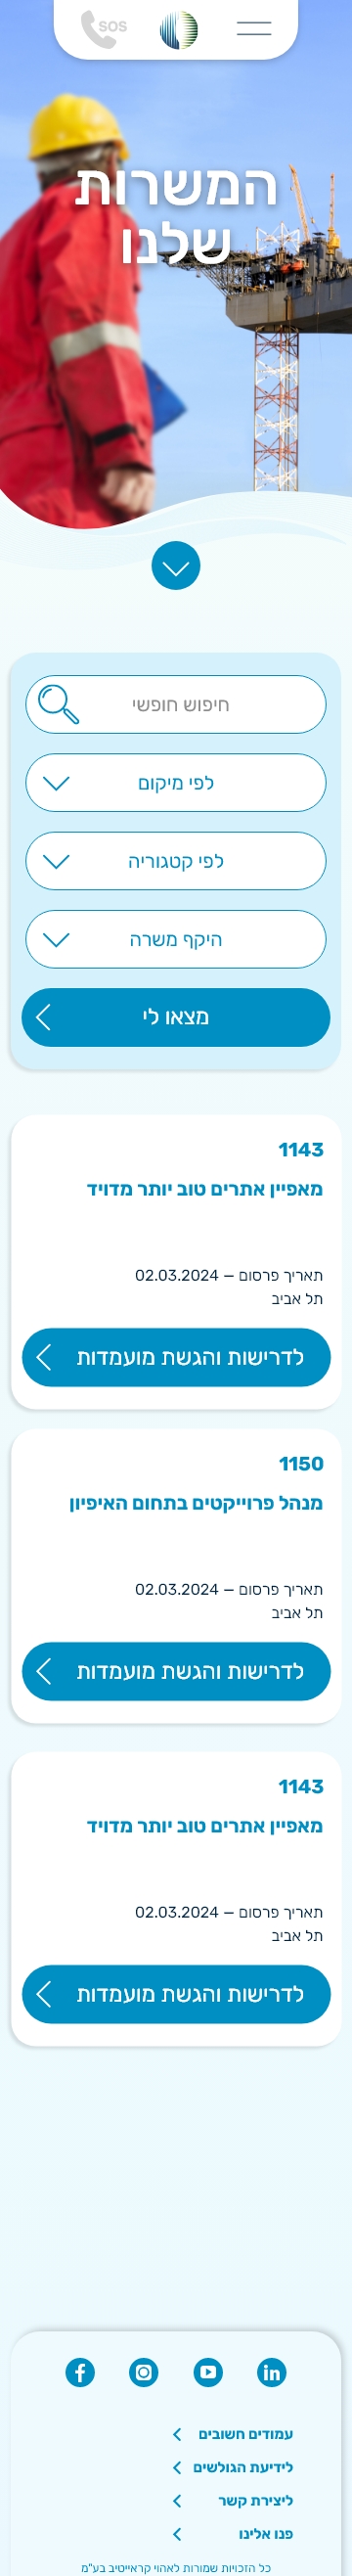 SOS
המשרות
שלנו
חיפוש חופשי
לפי מיקום
לפי קטגוריה
היקף משרה
מצאו לי
1143
מאפיין אתרים טוב יותר מדויד
תאריך פרסום – 02.03.2024
תל אביב
לדרישות והגשת מועמדות
1150
מנהל פרוייקטים בתחום האיפיון
תאריך פרסום – 02.03.2024
תל אביב
לדרישות והגשת מועמדות
1143
מאפיין אתרים טוב יותר מדויד
תאריך פרסום – 02.03.2024
תל אביב
לדרישות והגשת מועמדות
עמודים חשובים
לידיעת הגולשים
ליצירת קשר
פנו אלינו
כל הזכויות שמורות לאהוי קראייטיב בע"מ